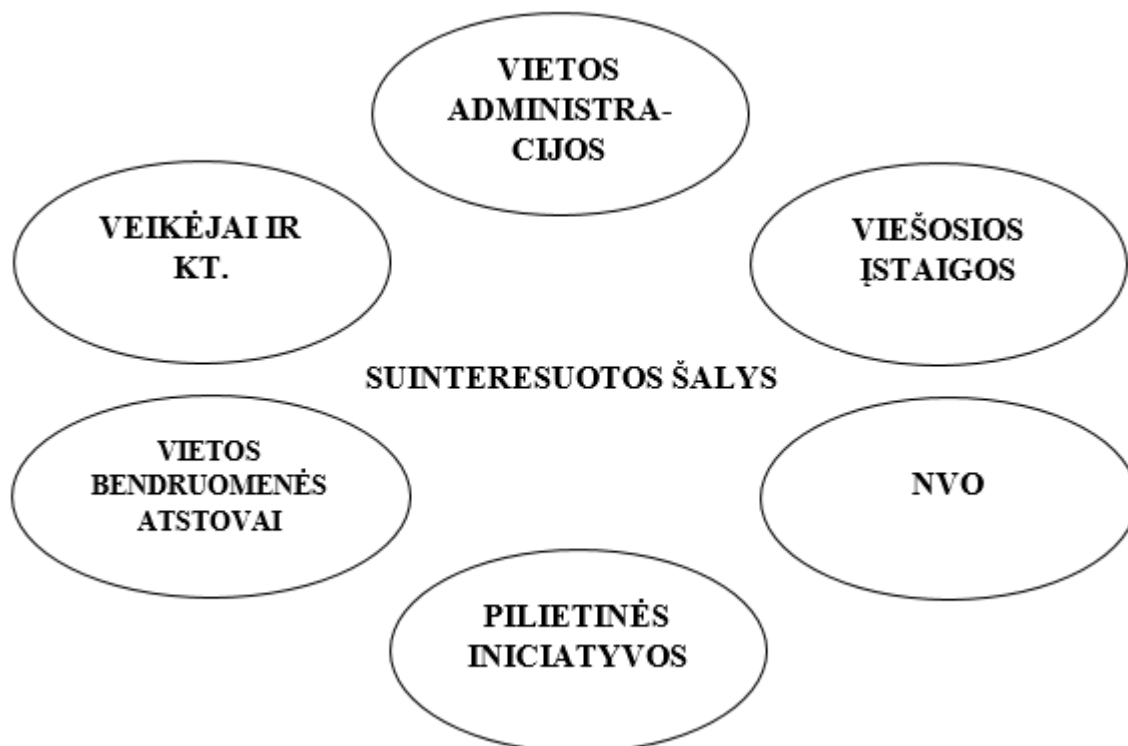 VIETOS
ADMINISTRA-
CIJOS
VEIKĖJAI IR
KT.
VIEŠOSIOS
ĮSTAIGOS
SUINTERESUOTOS ŠALYS
VIETOS
BENDRUOMENĖS
ATSTOVAI
NVO
PILIETINĖS
INICIATYVOS